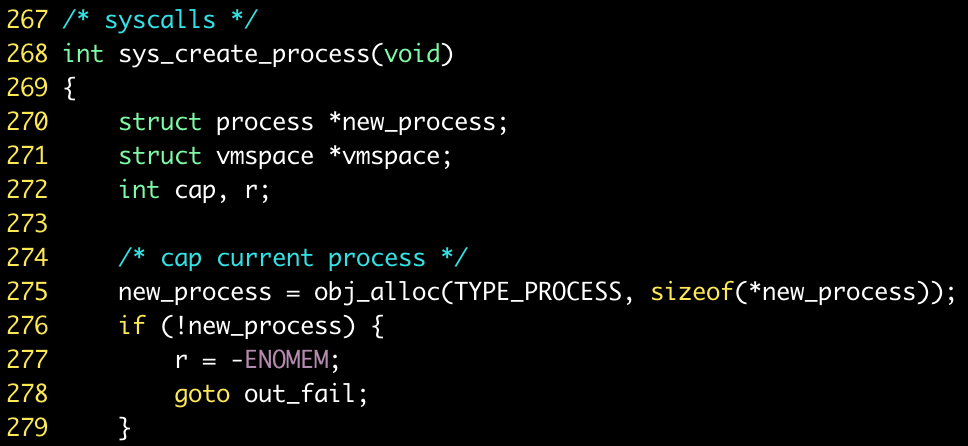 267 /* syscalls */
268 int sys_create_process(void)
269 {
270     struct process *new_process;
271     struct vmspace *vmspace;
272     int cap, r;
273
274     /* cap current process */
275     new_process = obj_alloc(TYPE_PROCESS, sizeof(*new_process));
276     if (!new_process) {
277         r = -ENOMEM;
278         goto out_fail;
279     }